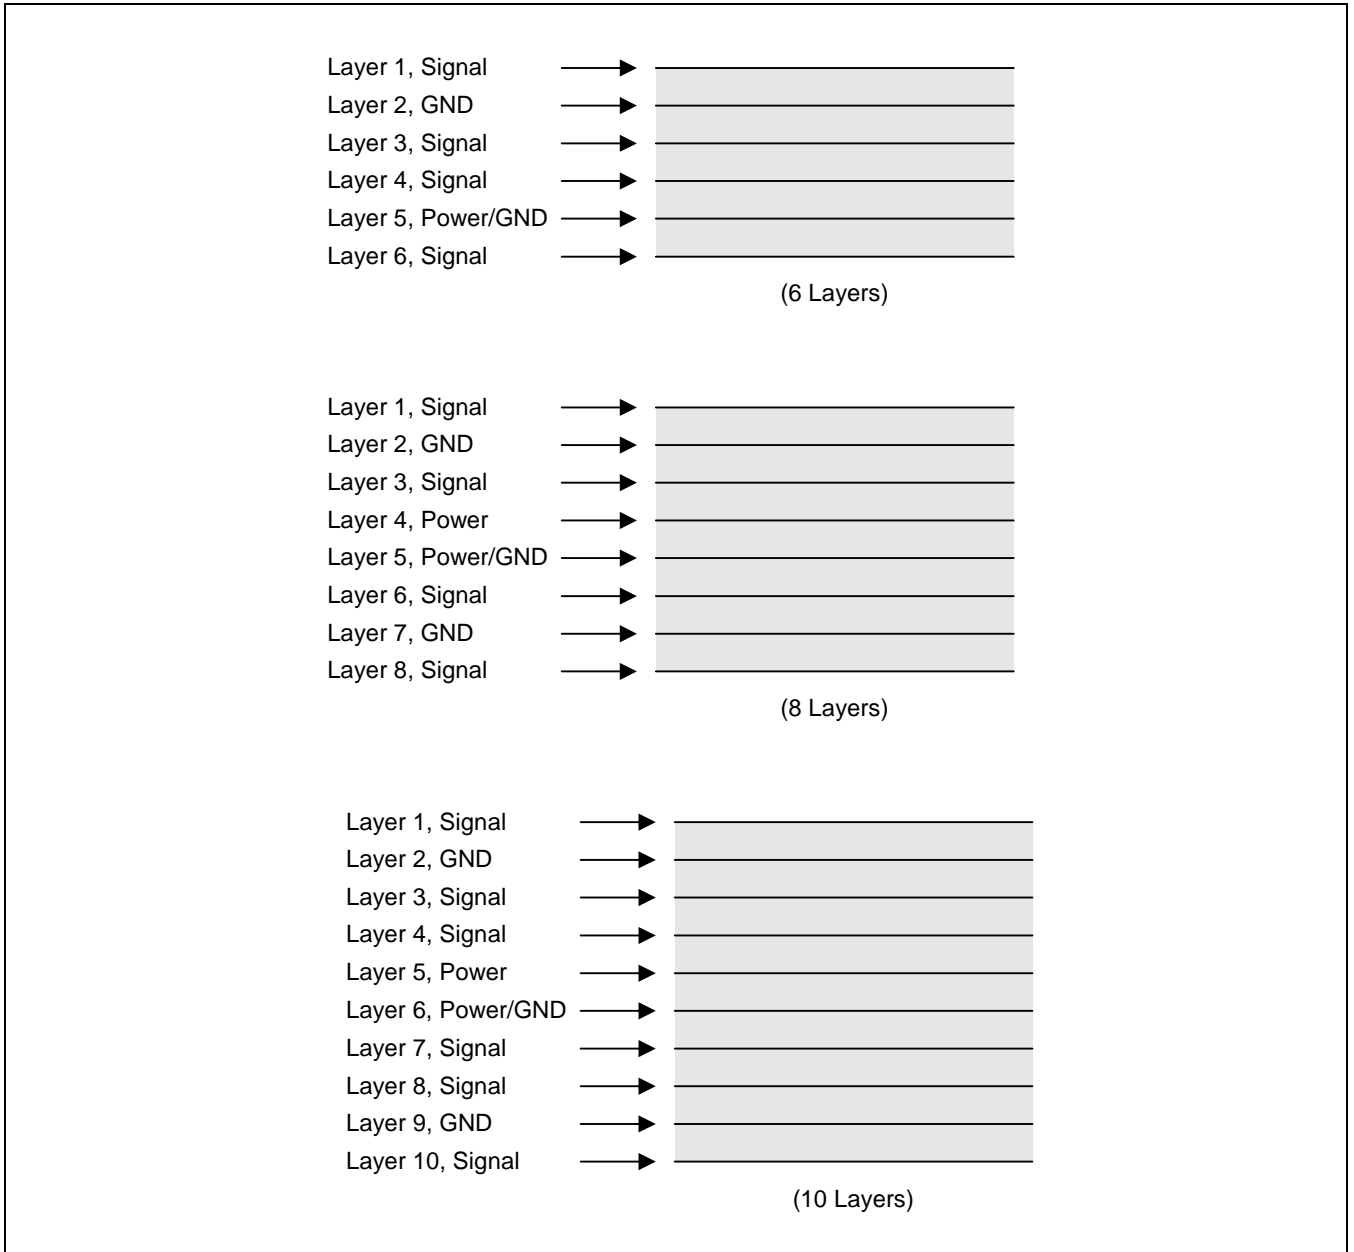 Layer 1, Signal
Layer 2, GND
Layer 3, Signal
Layer 4, Signal
Layer 5, Power/GND
Layer 6, Signal
(6 Layers)
Layer 1, Signal
Layer 2, GND
Layer 3, Signal
Layer 4, Power
Layer 5, Power/GND
Layer 6, Signal
Layer 7, GND
Layer 8, Signal
(8 Layers)
Layer 1, Signal
Layer 2, GND
Layer 3, Signal
Layer 4, Signal
Layer 5, Power
Layer 6, Power/GND
Layer 7, Signal
Layer 8, Signal
Layer 9, GND
Layer 10, Signal
(10 Layers)